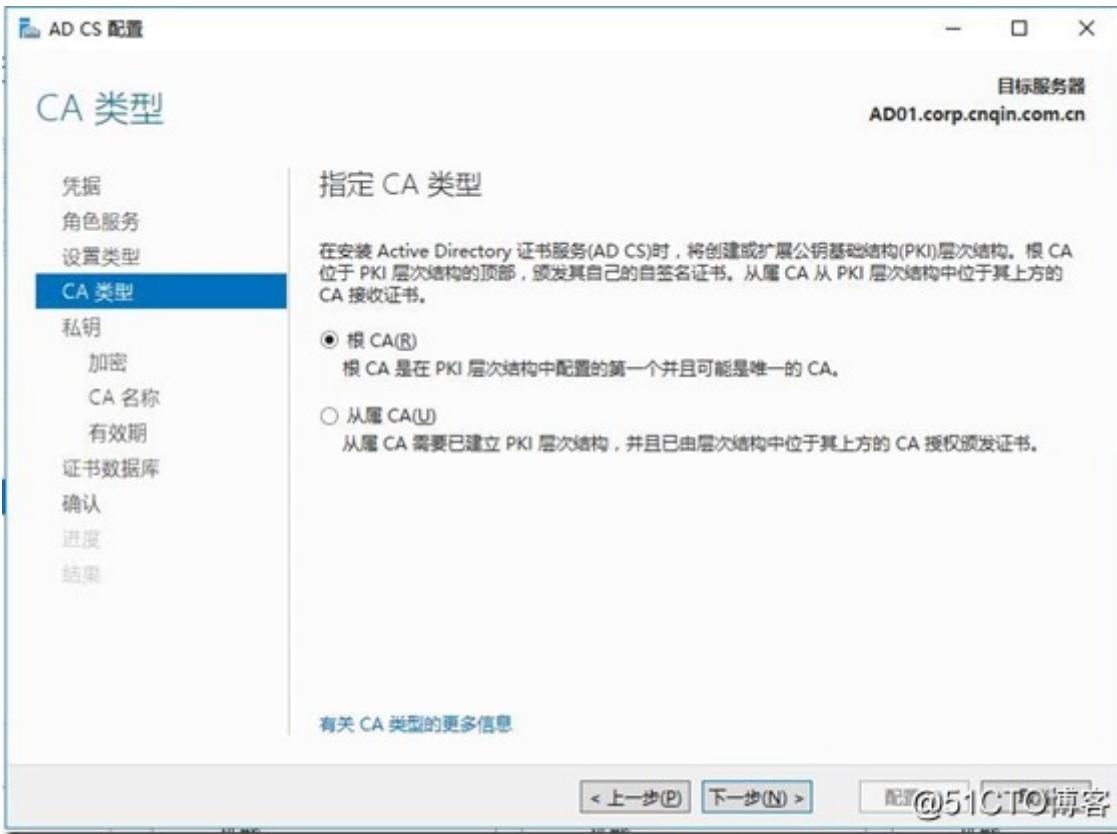 AD CS 配置
CA 类型
目标服务器
AD01.corp.cnqin.com.cn
凭据
角色服务
设置类型
CA 类型
私钥
加密
CA 名称
有效期
证书数据库
确认
进度
结果
指定 CA 类型
在安装 Active Directory 证书服务(AD CS)时，将创建或扩展公钥基础结构(PKI)层次结构。根 CA
位于 PKI 层次结构的顶部，颁发其自己的自签名证书。从属 CA 从 PKI 层次结构中位于其上方的
CA 接收证书。
根 CA(R)
根 CA 是在 PKI 层次结构中配置的第一个并且可能是唯一的 CA。
从属 CA(U)
从属 CA 需要已建立 PKI 层次结构，并且已由层次结构中位于其上方的 CA 授权颁发证书。
有关 CA 类型的更多信息
< 上一步(P)
下一步(N) >
配置
@51CTO博客